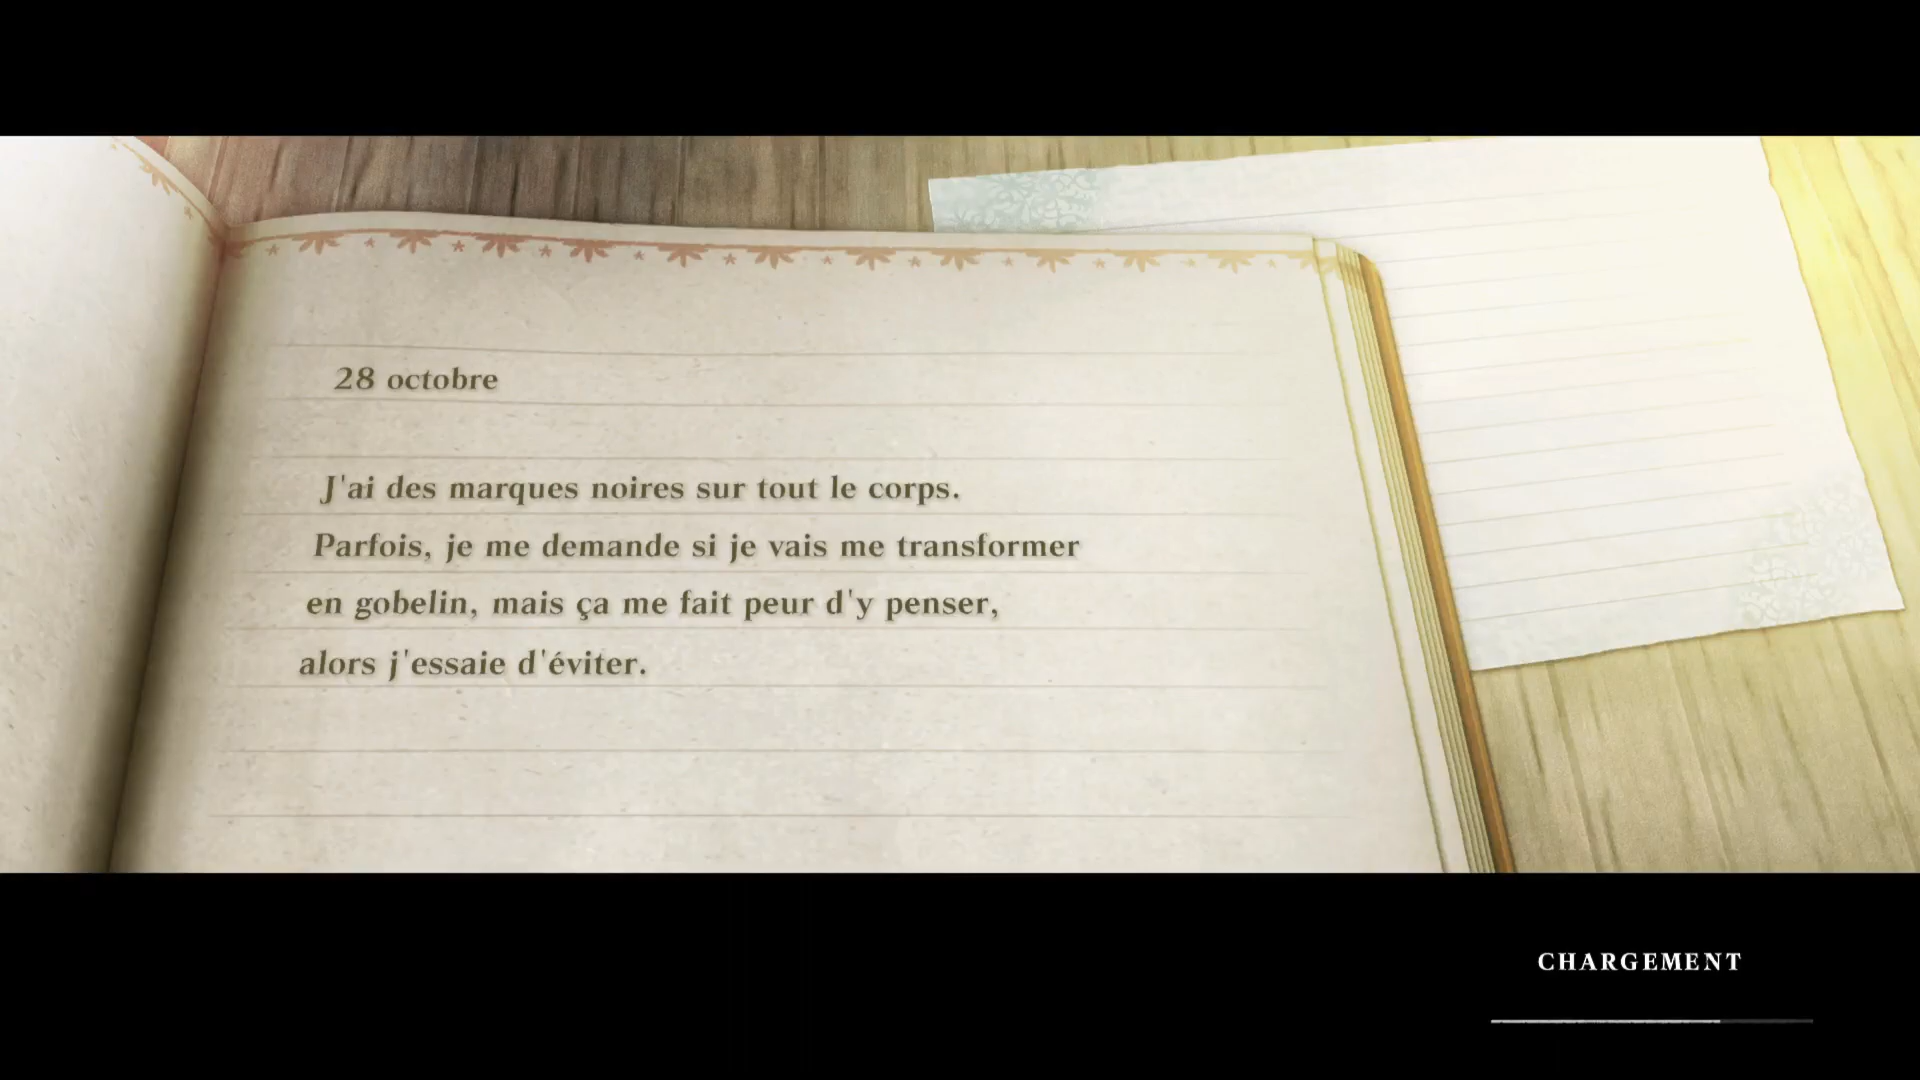 28 octobre
J'ai des marques noires sur tout le corps.
Parfois, je me demande si je vais me transformer
en gobelin, mais ça me fait peur d'y penser,
alors j'essaie d'éviter.
CHARGEMENT